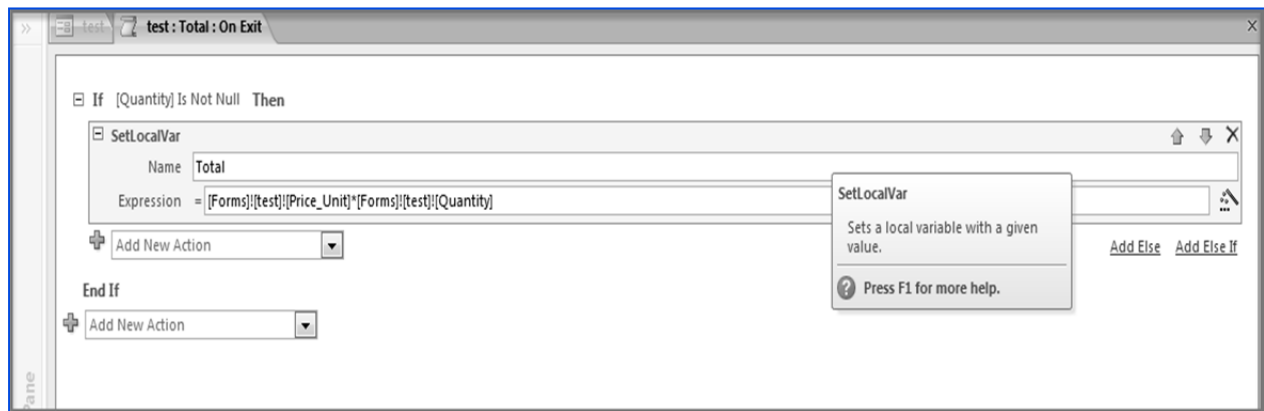 test
test : Total : On Exit
If [Quantity] Is Not Null Then
SetLocalVar
Name Total
Expression = [Forms]![test]![Price_Unit]*[Forms]![test]![Quantity]
SetLocalVar
Sets a local variable with a given
value.
Press F1 for more help.
Add New Action
Add Else Add Else If
End If
Add New Action
Pane